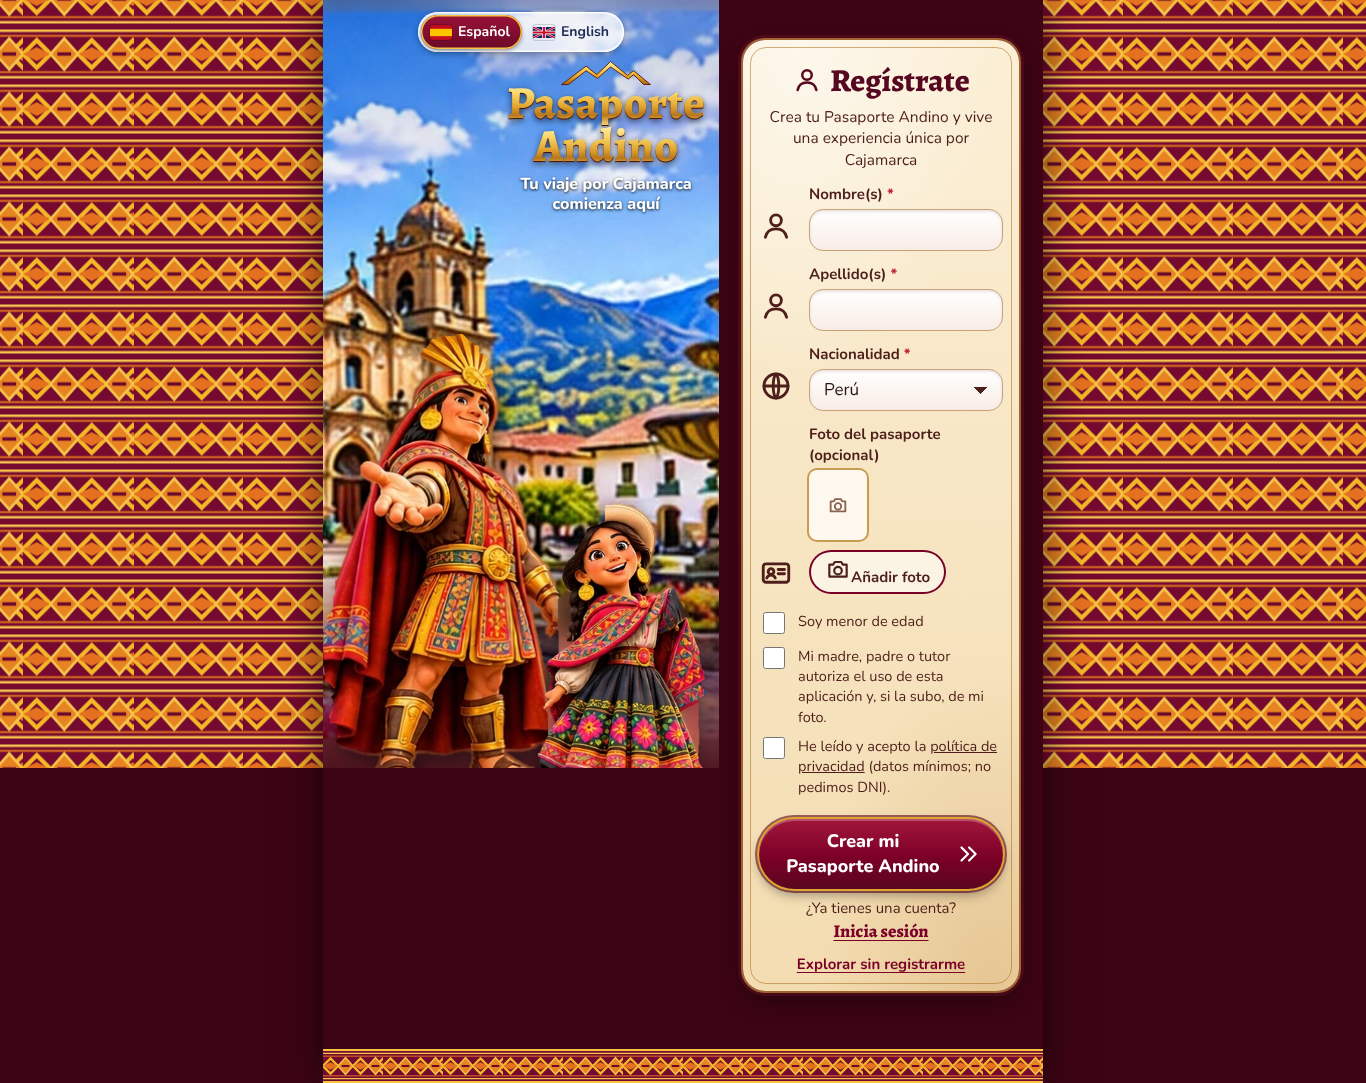 Español English
Pasaporte
Andino
Tu viaje por Cajamarca
comienza aquí
Regístrate
Crea tu Pasaporte Andino y vive
una experiencia única por
Cajamarca
Nombre(s) *
Apellido(s) *
Nacionalidad *
Perú
Foto del pasaporte
(opcional)
Añadir foto
Soy menor de edad
Mi madre, padre o tutor
autoriza el uso de esta
aplicación y, si la subo, de mi
foto.
He leído y acepto la política de
privacidad (datos mínimos; no
pedimos DNI).
Crear mi
Pasaporte Andino
¿Ya tienes una cuenta?
Inicia sesión
Explorar sin registrarme